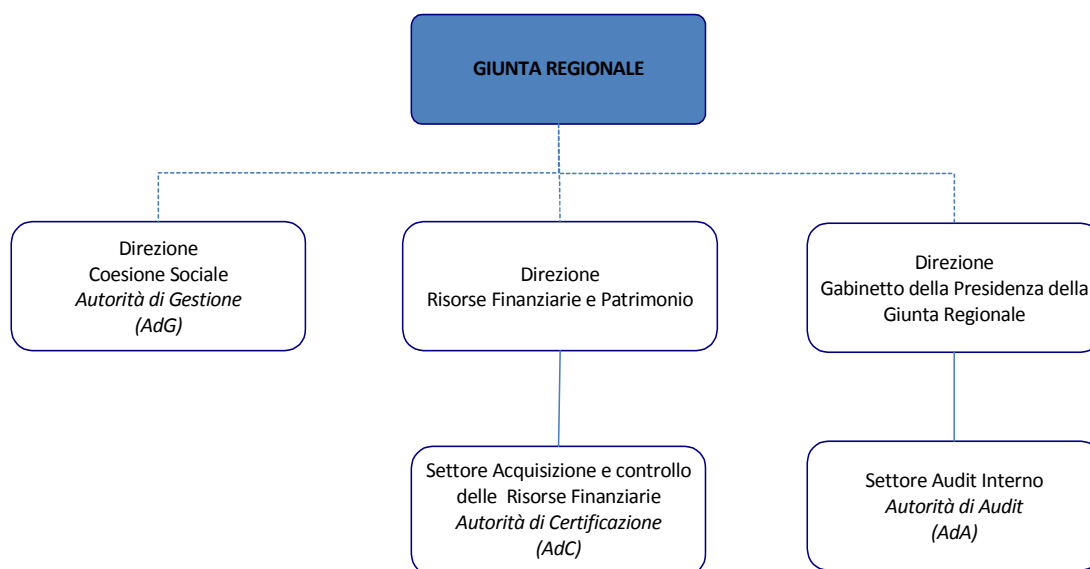 GIUNTA REGIONALE
Direzione
Coesione Sociale
Autorità di Gestione
(AdG)
Direzione
Risorse Finanziarie e Patrimonio
Direzione
Gabinetto della Presidenza della
Giunta Regionale
Settore Acquisizione e controllo
delle Risorse Finanziarie
Autorità di Certificazione
(AdC)
Settore Audit Interno
Autorità di Audit
(AdA)